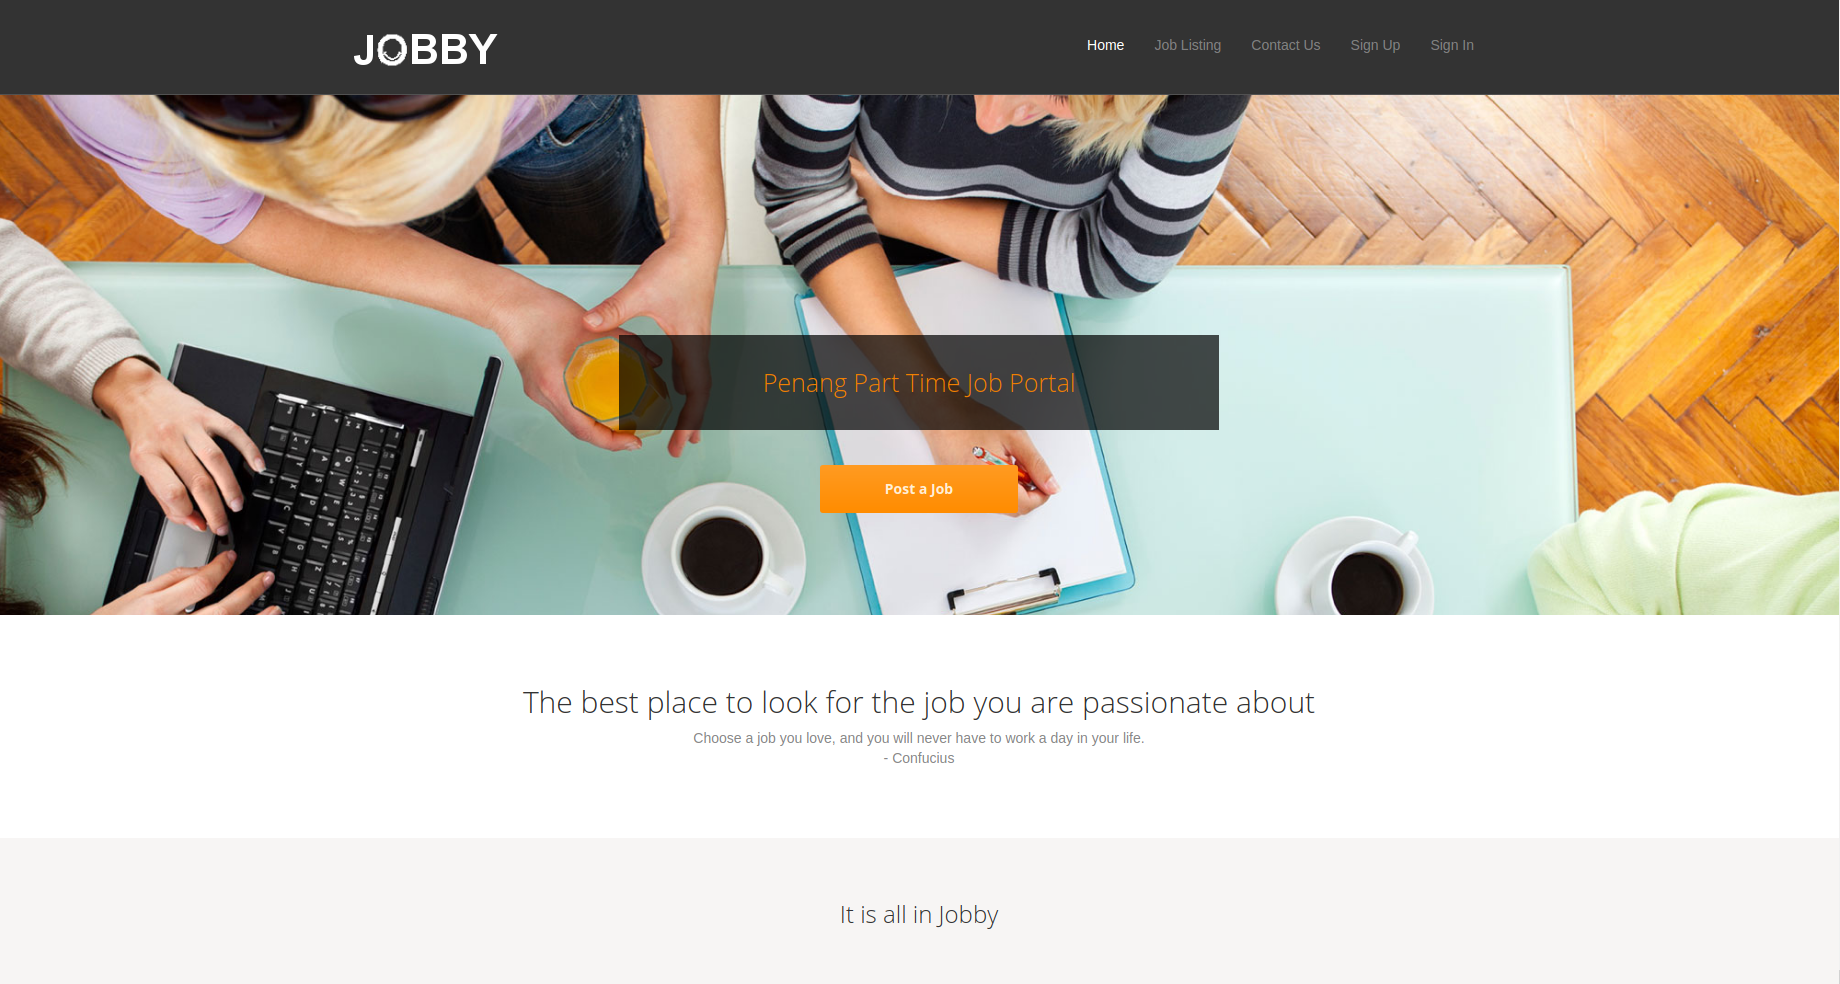 JOBBY
Home Job Listing Contact Us Sign Up Sign In
Penang Part Time Job Portal
Post a Job
The best place to look for the job you are passionate about
Choose a job you love, and you will never have to work a day in your life.
- Confucius
It is all in Jobby